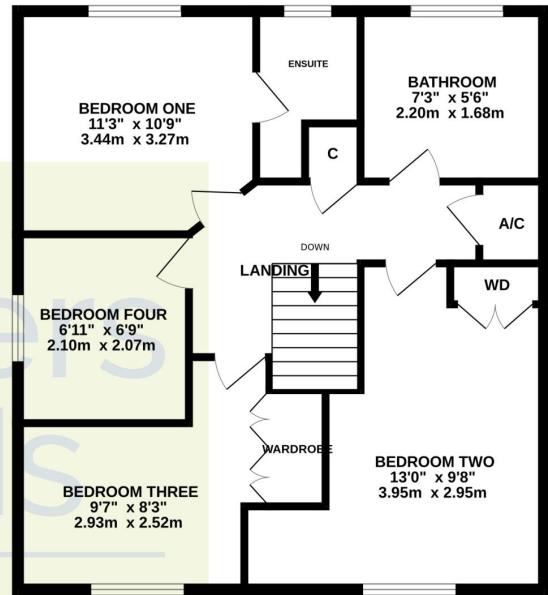 ENSUITE
BEDROOM ONE
11'3" x 10'9"
3.44m x 3.27m
BATHROOM
7'3" x 5'6"
2.20m x 1.68m
C
A/C
DOWN
LANDING
WD
BEDROOM FOUR
6'11" x 6'9"
2.10m x 2.07m
WARDROBE
BEDROOM TWO
13'0" x 9'8"
3.95m x 2.95m
BEDROOM THREE
9'7" x 8'3"
2.93m x 2.52m